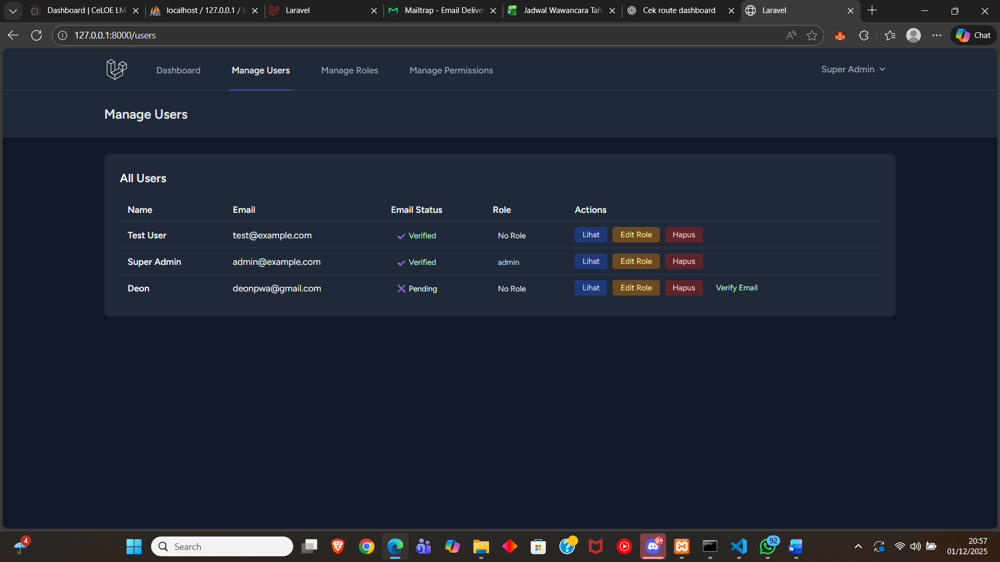 Dashboard | CeLOE LM
localhost / 127.0.0.1 / l
Laravel
Mailtrap - Email Deliver
Jadwal Wawancara Taha
Cek route dashboard
Laravel
127.0.0.1:8000/users
Chat
Dashboard
Manage Users
Manage Roles
Manage Permissions
Super Admin
Manage Users
All Users
Name Email Email Status Role Actions
Test User test@example.com Verified No Role Lihat Edit Role Hapus
Super Admin admin@example.com Verified admin Lihat Edit Role Hapus
Deon deonpwa@gmail.com Pending No Role Lihat Edit Role Hapus Verify Email
4
Search
9+
92
20:57
01/12/2025